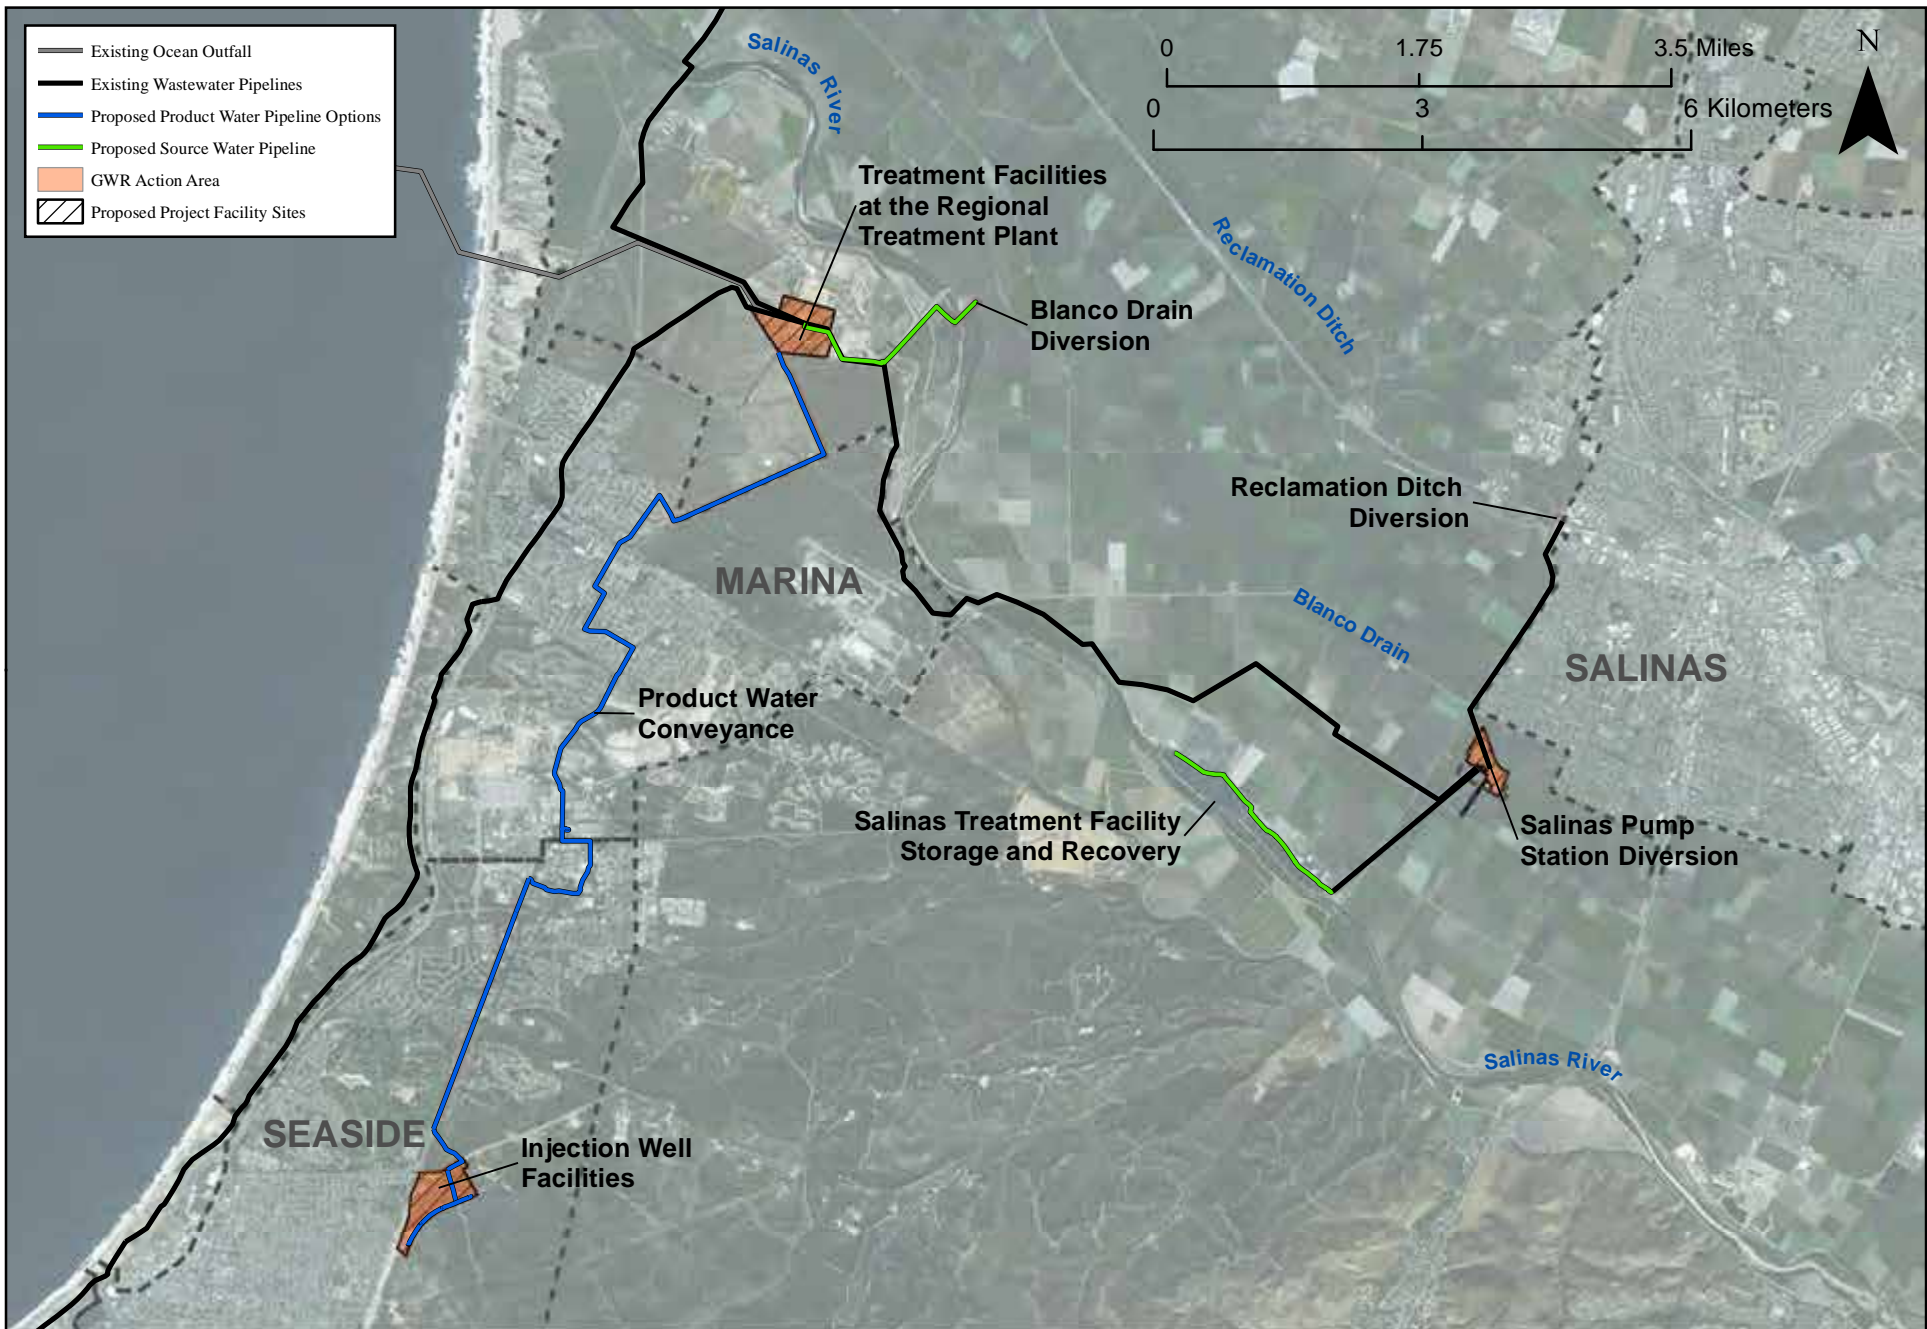 Existing Ocean Outfall
Existing Wastewater Pipelines
Proposed Product Water Pipeline Options
Proposed Source Water Pipeline
GWR Action Area
Proposed Project Facility Sites
Salinas River
0 1.75 3.5 Miles
0 3 6 Kilometers
N
Treatment Facilities
at the Regional
Treatment Plant
Reclamation Ditch
Blanco Drain
Diversion
Reclamation Ditch
Diversion
MARINA
Blanco Drain
SALINAS
Product Water
Conveyance
Salinas Treatment Facility
Storage and Recovery
Salinas Pump
Station Diversion
Salinas River
SEASIDE
Injection Well
Facilities